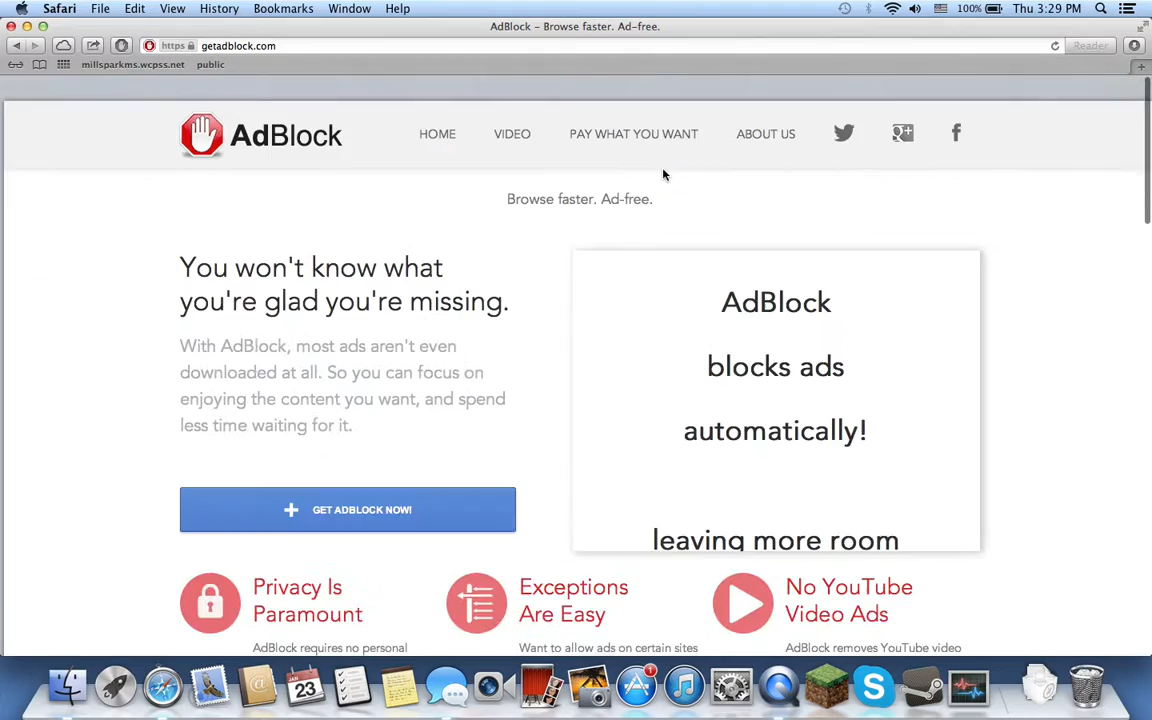 Safari File Edit View History Bookmarks Window Help 100% Thu 3:29 PM
AdBlock – Browse faster. Ad-free.
https getadblock.com Reader
millsparkms.wcpss.net public
AdBlock HOME VIDEO PAY WHAT YOU WANT ABOUT US
Browse faster. Ad-free.
You won't know what
you're glad you're missing.
With AdBlock, most ads aren't even
downloaded at all. So you can focus on
enjoying the content you want, and spend
less time waiting for it.
GET ADBLOCK NOW!
AdBlock
blocks ads
automatically!
leaving more room
Privacy Is
Paramount
AdBlock requires no personal
Exceptions
Are Easy
Want to allow ads on certain sites
No YouTube
Video Ads
AdBlock removes YouTube video
23
1